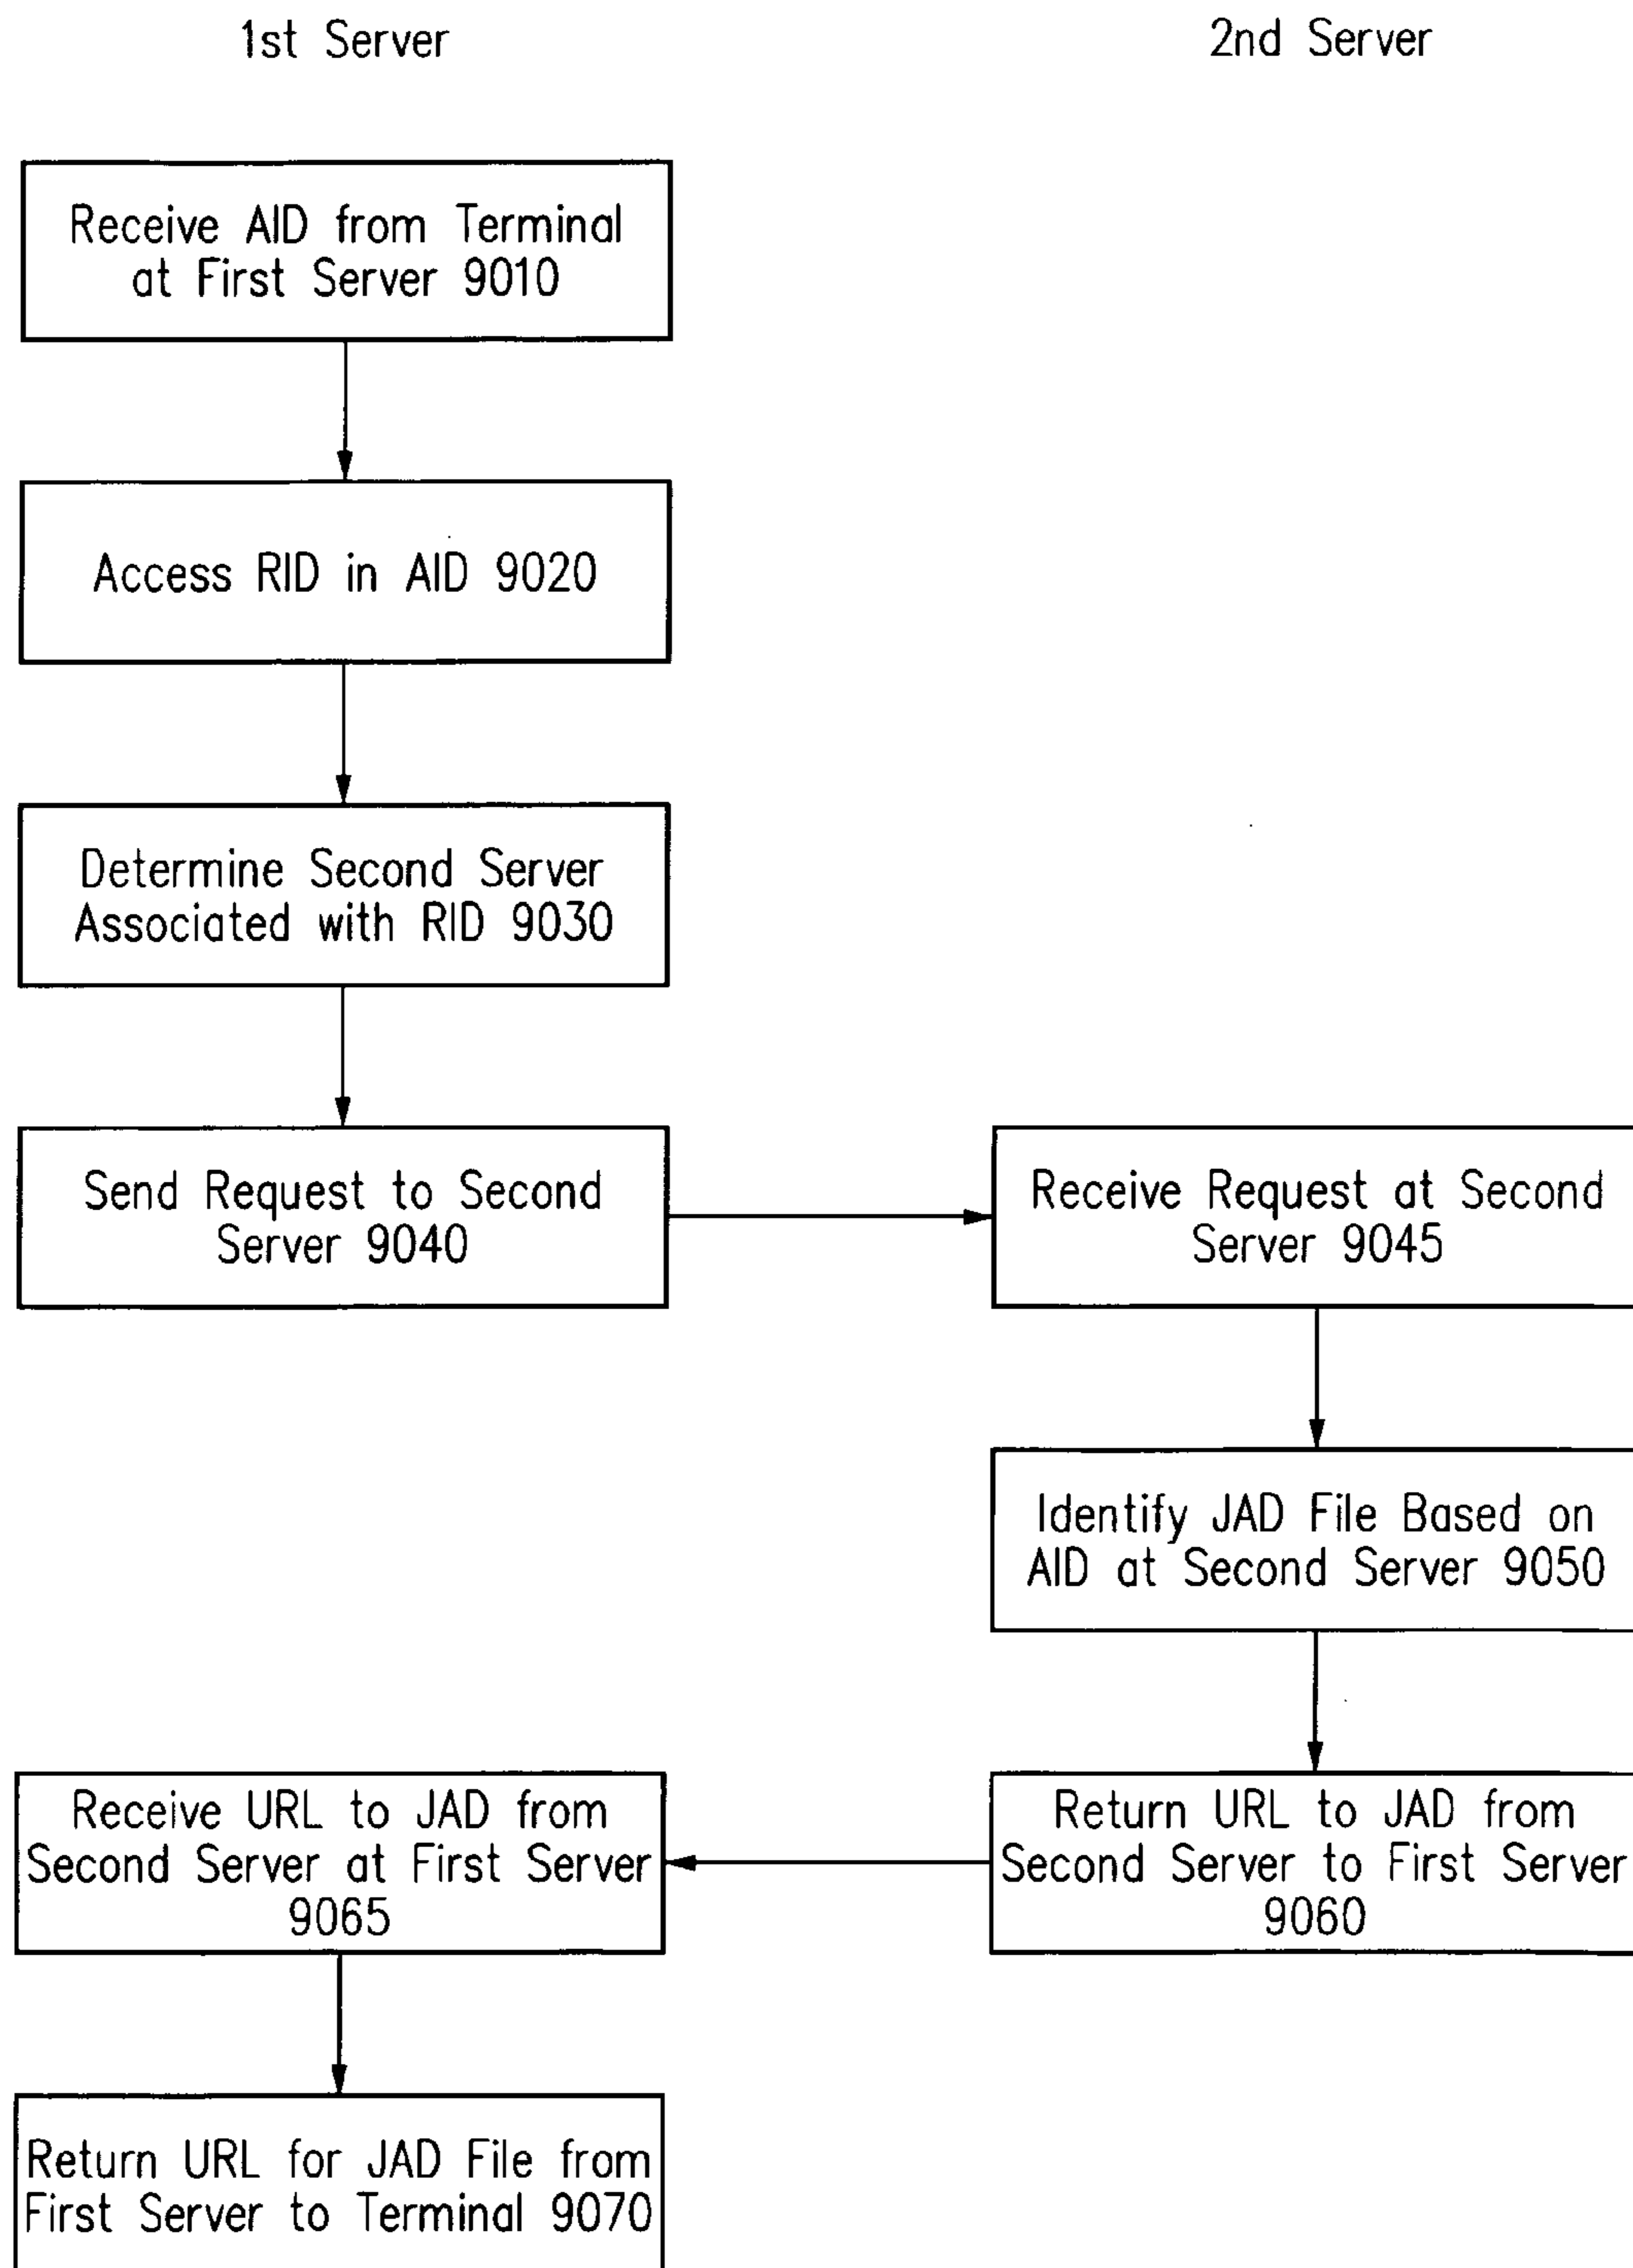 1st Server
2nd Server
Receive AID from Terminal
at First Server 9010
Access RID in AID 9020
Determine Second Server
Associated with RID 9030
Send Request to Second
Server 9040
Receive Request at Second
Server 9045
Identify JAD File Based on
AID at Second Server 9050
Return URL to JAD from
Second Server to First Server
9060
Receive URL to JAD from
Second Server at First Server
9065
Return URL for JAD File from
First Server to Terminal 9070